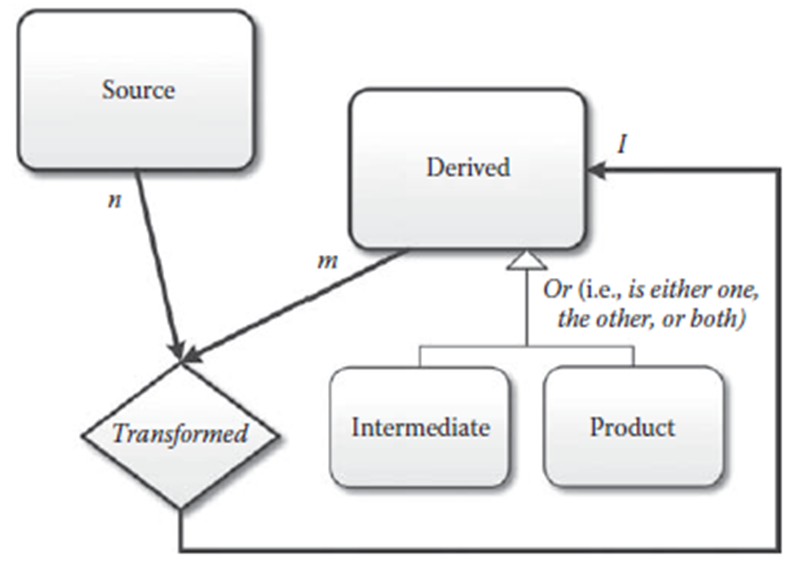 Source
Derived
I
n
m
Or (i.e., is either one,
the other, or both)
Transformed
Intermediate
Product